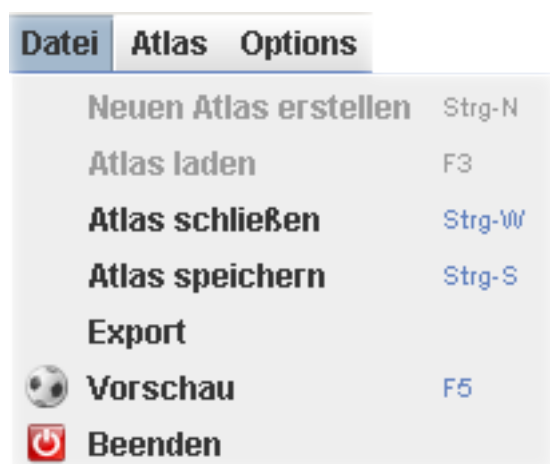 Datei Atlas Options
Neuen Atlas erstellen Strg-N
Atlas laden F3
Atlas schließen Strg-W
Atlas speichern Strg-S
Export
Vorschau F5
Beenden